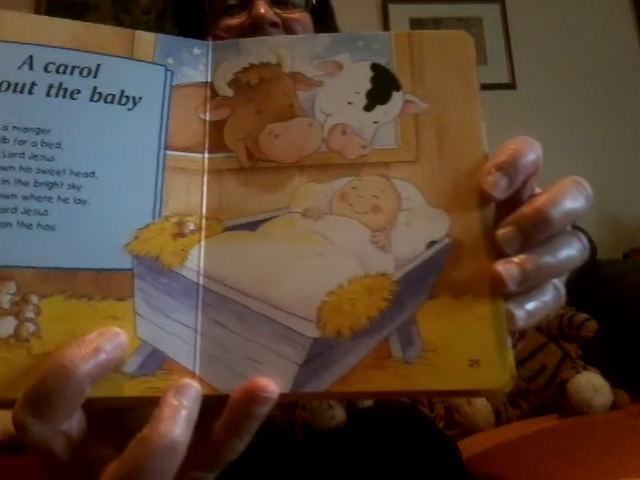 A carol
out the baby
a manger
ib for a bed,
Lord Jesus
wn his sweet head,
in the bright sky
own where he lay.
ord Jesus
on the hay.